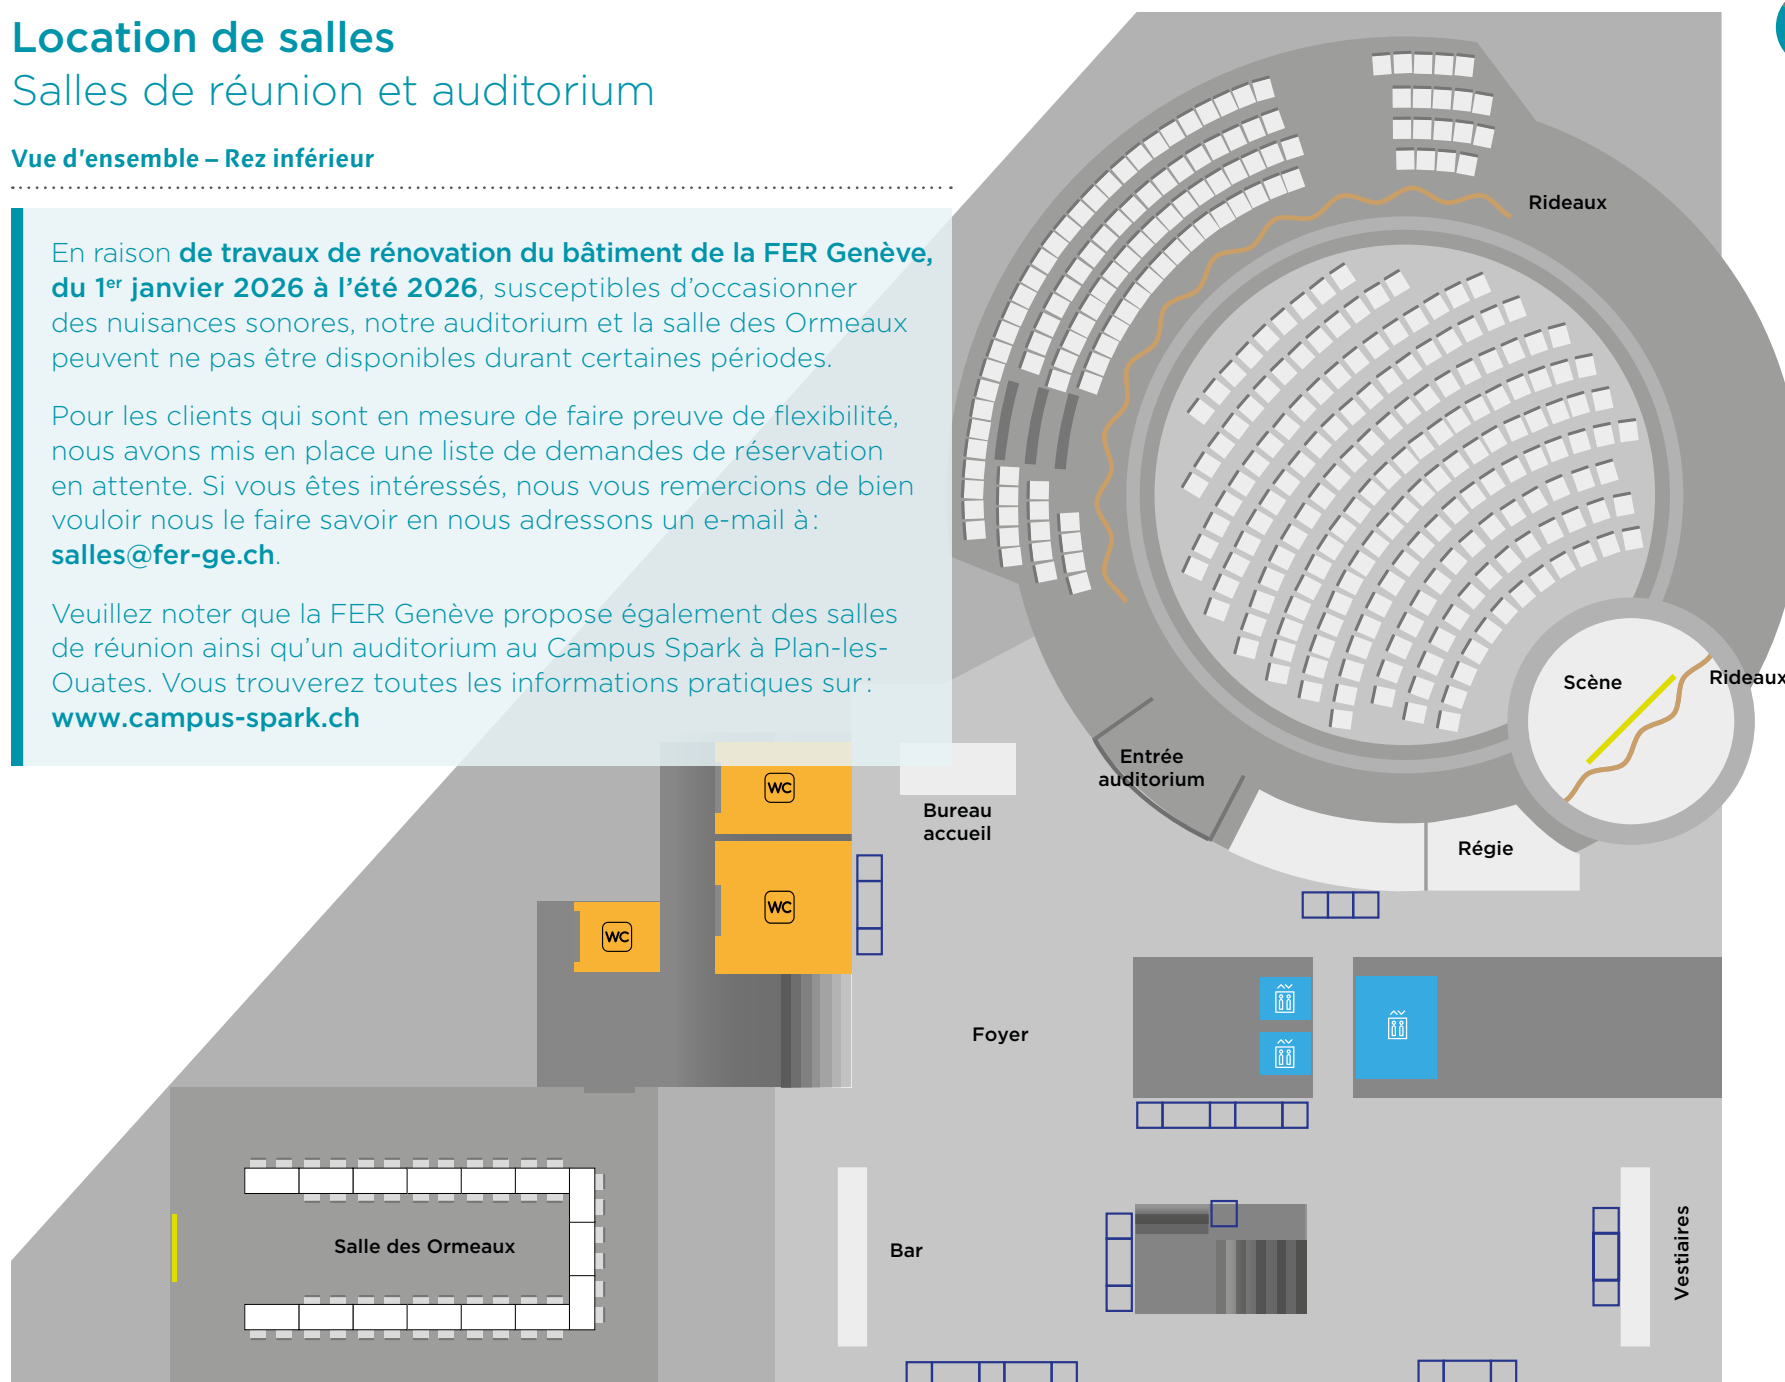 Location de salles
Salles de réunion et auditorium
Vue d'ensemble – Rez inférieur
En raison de travaux de rénovation du bâtiment de la FER Genève,
du 1er janvier 2026 à l'été 2026, susceptibles d'occasionner
des nuisances sonores, notre auditorium et la salle des Ormeaux
peuvent ne pas être disponibles durant certaines périodes.
Pour les clients qui sont en mesure de faire preuve de flexibilité,
nous avons mis en place une liste de demandes de réservation
en attente. Si vous êtes intéressés, nous vous remercions de bien
vouloir nous le faire savoir en nous adressons un e-mail à :
salles@fer-ge.ch.
Veuillez noter que la FER Genève propose également des salles
de réunion ainsi qu'un auditorium au Campus Spark à Plan-les-
Ouates. Vous trouverez toutes les informations pratiques sur :
www.campus-spark.ch
Rideaux
Scène
Rideaux
Entrée
auditorium
Bureau
accueil
Régie
WC
WC
WC
Foyer
Salle des Ormeaux
Bar
Vestiaires